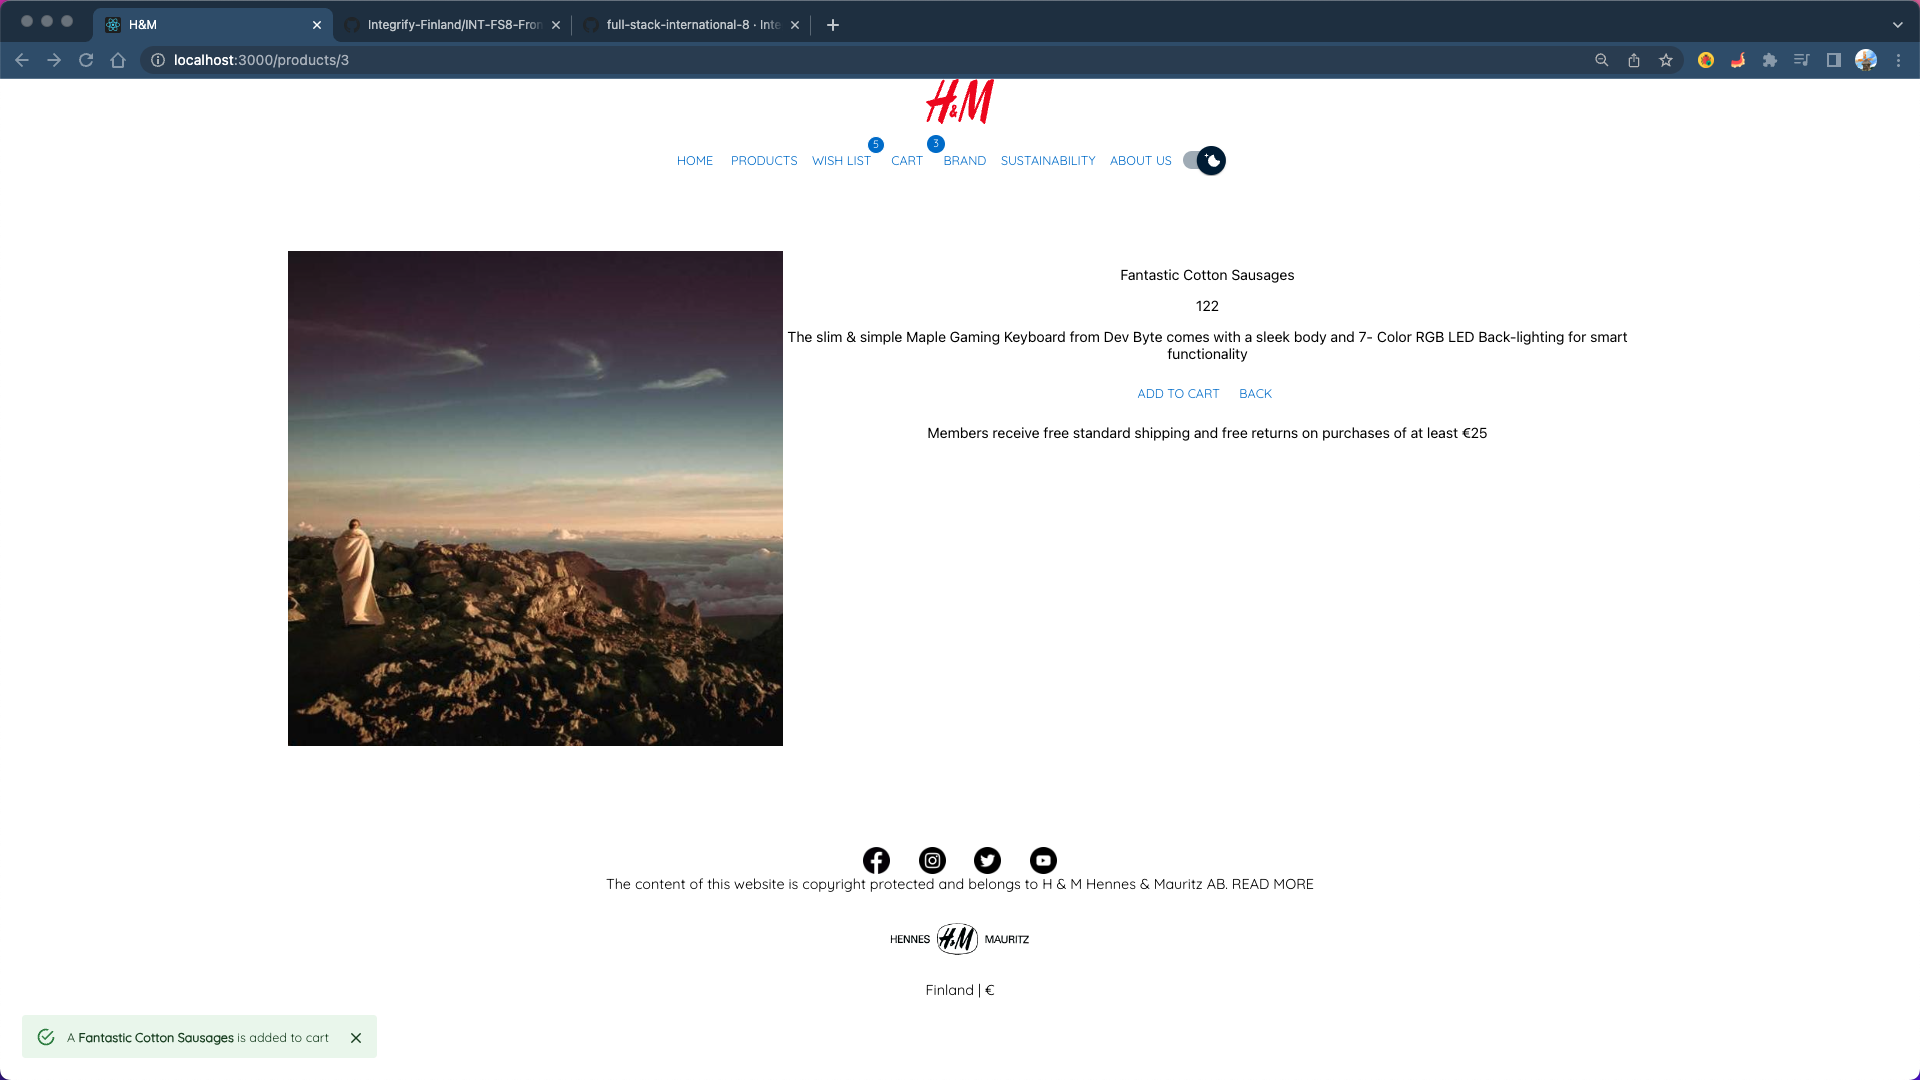 H&M
Integrify-Finland/INT-FS8-Fron
full-stack-international-8 · Inte
localhost:3000/products/3
H&M
HOME PRODUCTS WISH LIST 5 CART 3 BRAND SUSTAINABILITY ABOUT US
Fantastic Cotton Sausages
122
The slim & simple Maple Gaming Keyboard from Dev Byte comes with a sleek body and 7- Color RGB LED Back-lighting for smart
functionality
ADD TO CART BACK
Members receive free standard shipping and free returns on purchases of at least €25
The content of this website is copyright protected and belongs to H & M Hennes & Mauritz AB. READ MORE
HENNES H&M MAURITZ
Finland | €
A Fantastic Cotton Sausages is added to cart